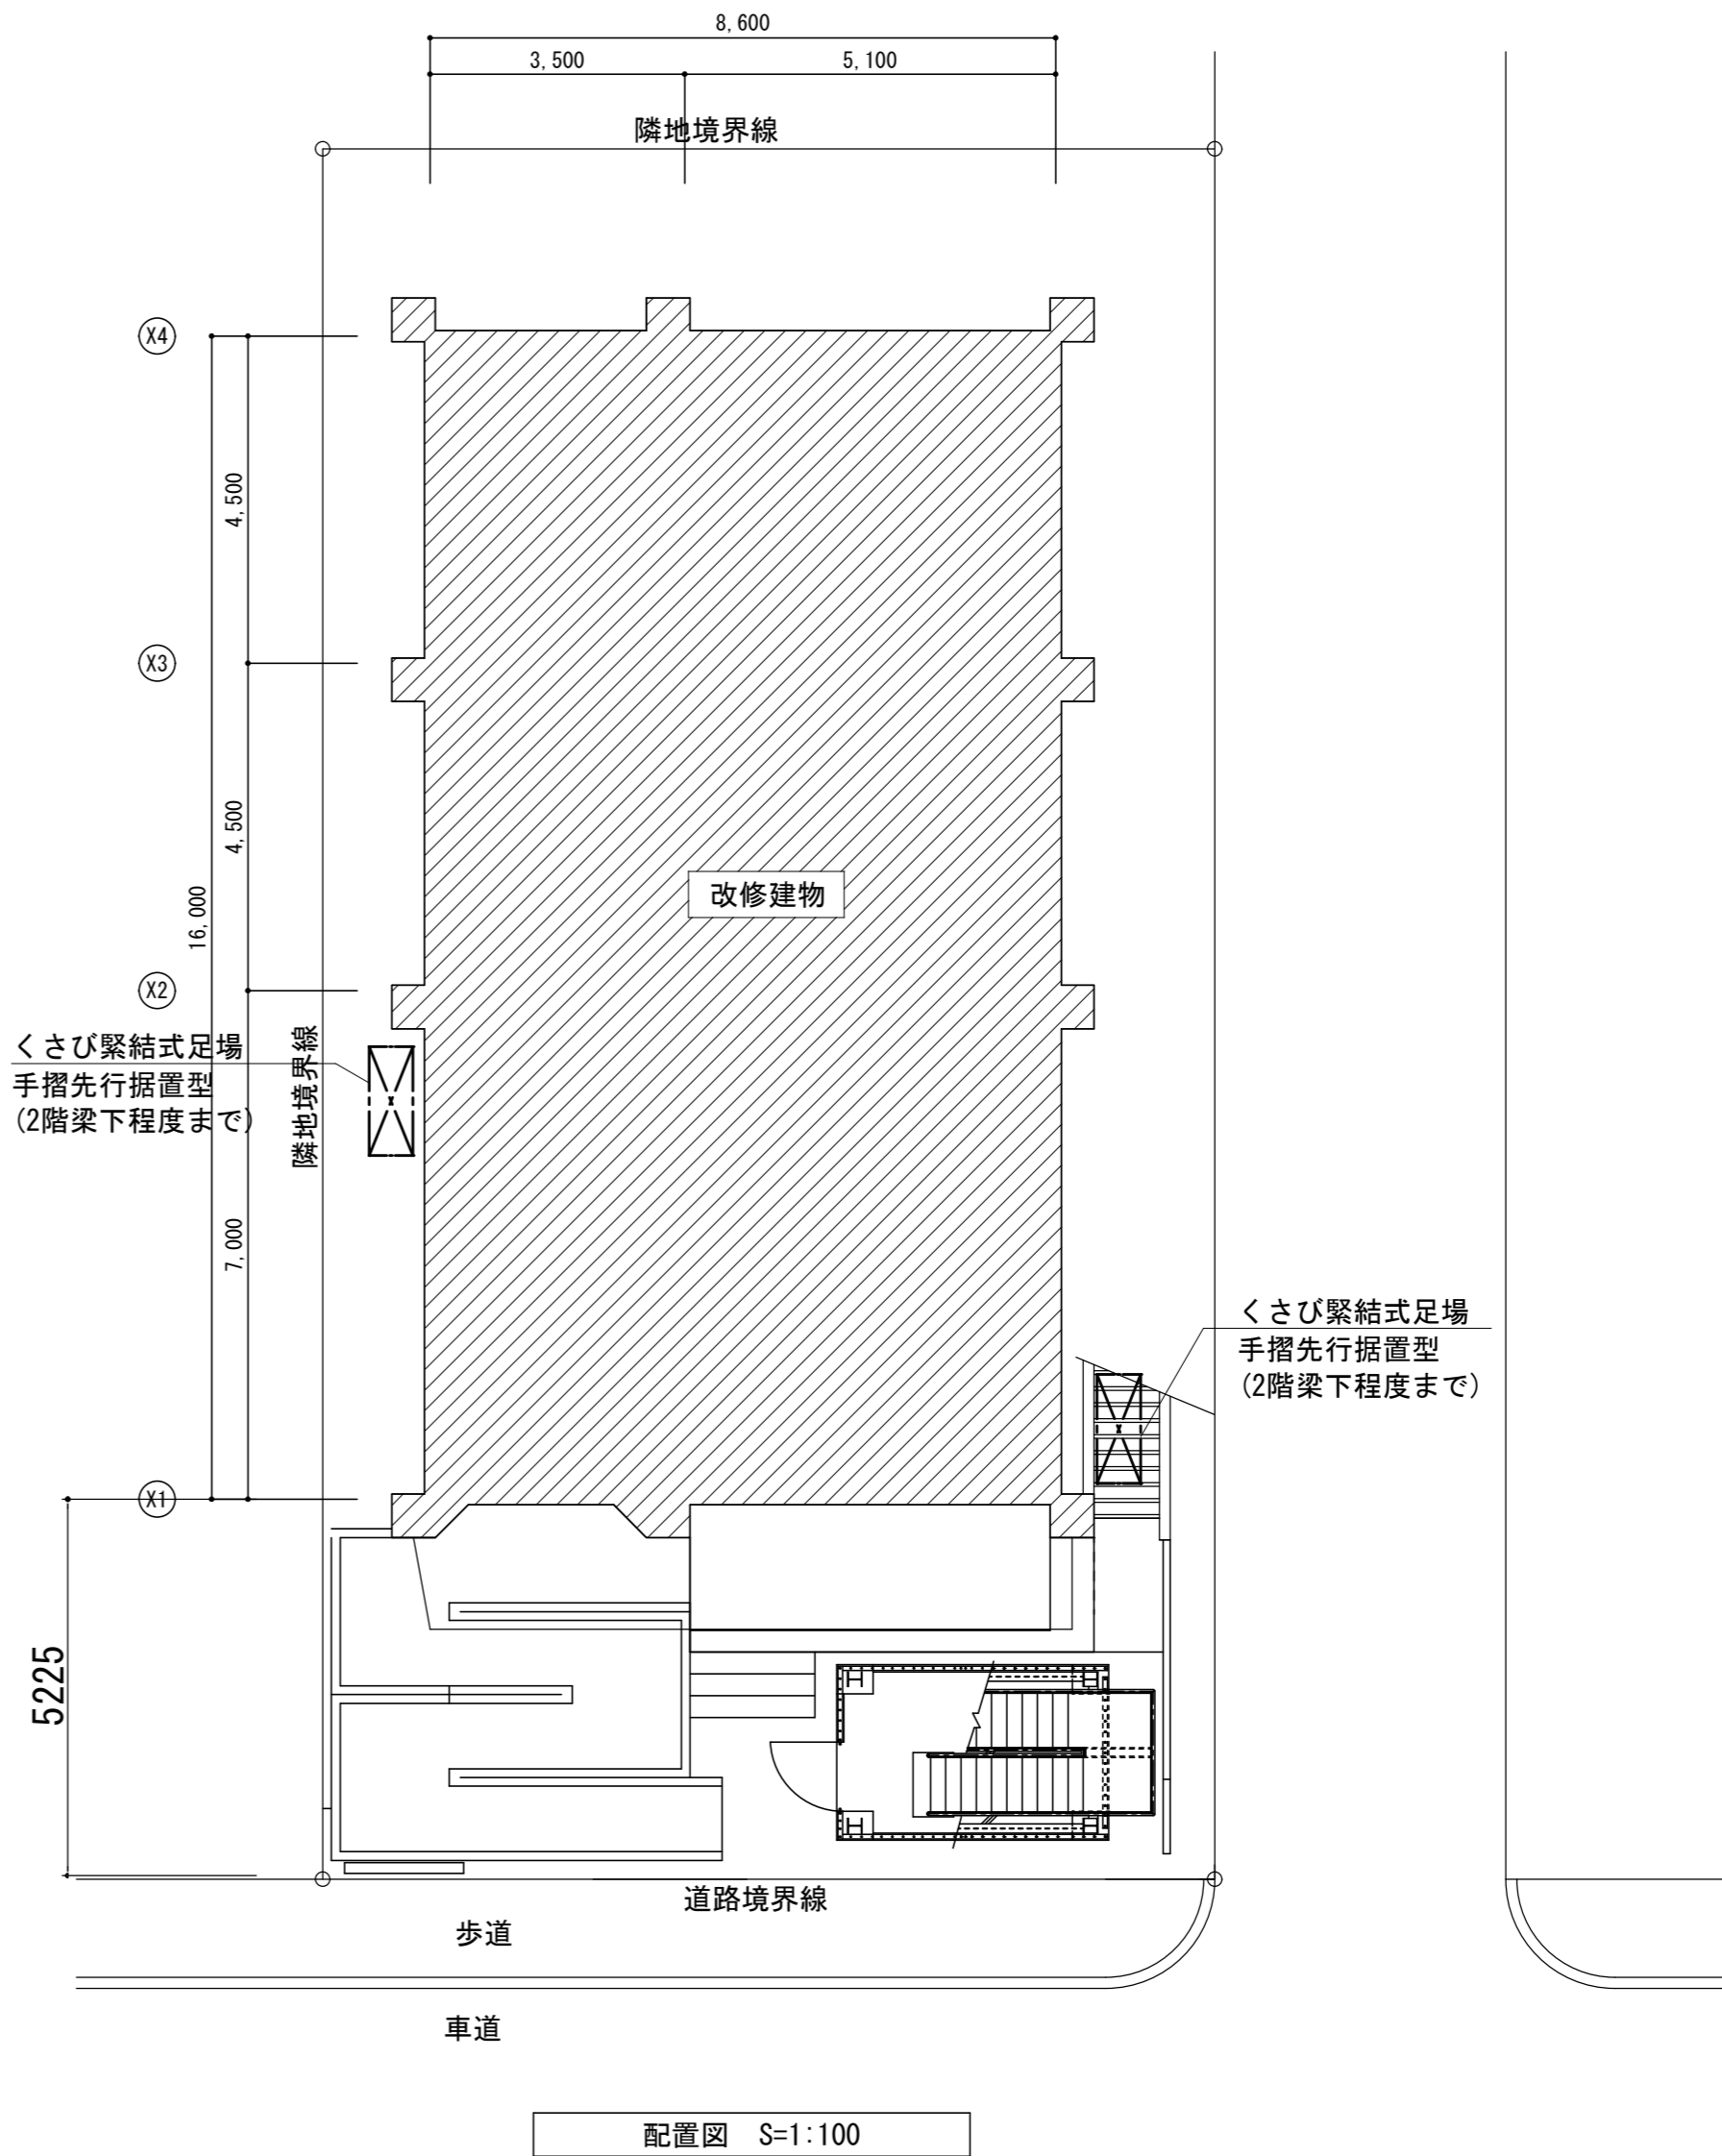 8,600
3,500
5,100
隣地境界線
X4
4,500
X3
4,500
改修建物
16,000
X2
くさび緊結式足場
手摺先行据置型
(2階梁下程度まで)
隣地境界線
7,000
くさび緊結式足場
手摺先行据置型
(2階梁下程度まで)
X1
5225
道路境界線
歩道
車道
配置図 S=1:100